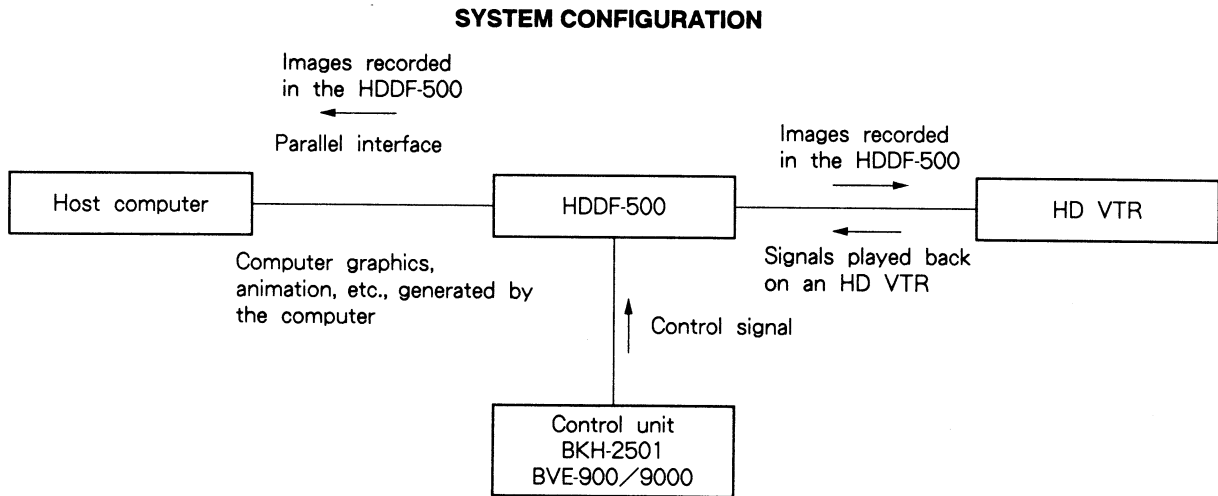 SYSTEM CONFIGURATION
Images recorded
in the HDDF-500
Parallel interface
Images recorded
in the HDDF-500
Host computer
HDDF-500
HD VTR
Computer graphics,
animation, etc., generated by
the computer
Signals played back
on an HD VTR
Control signal
Control unit
BKH-2501
BVE-900/9000